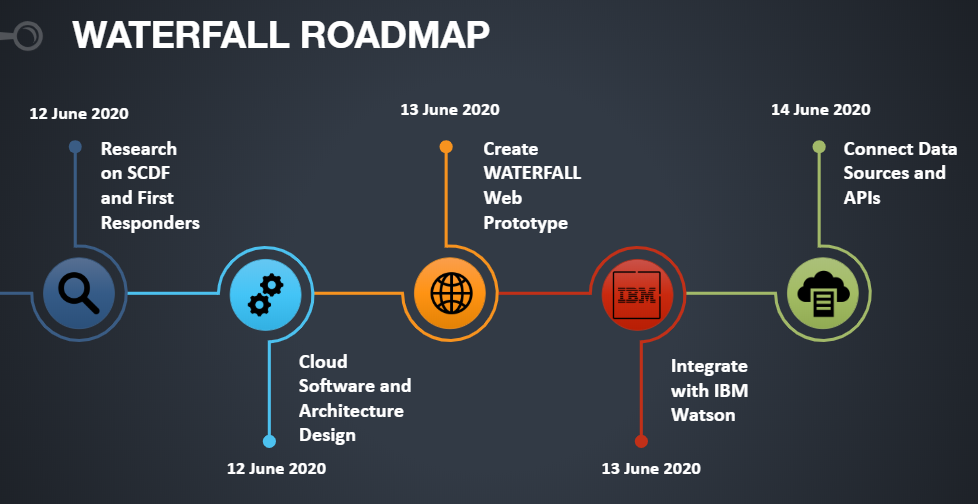 WATERFALL ROADMAP
12 June 2020
Research
on SCDF
and First
Responders
Cloud
Software and
Architecture
Design
12 June 2020
13 June 2020
Create
WATERFALL
Web
Prototype
IBM
Integrate
with IBM
Watson
13 June 2020
14 June 2020
Connect Data
Sources and
APIs